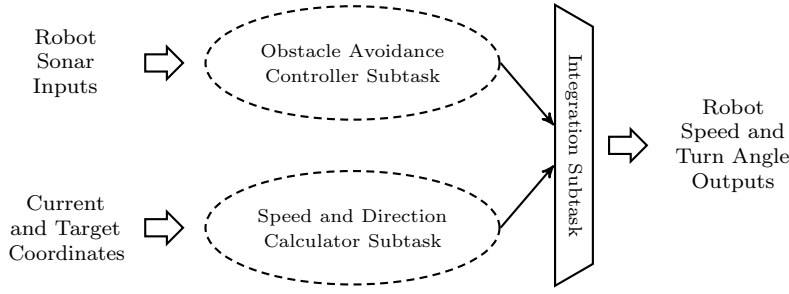 Robot
Sonar
Inputs
Obstacle Avoidance
Controller Subtask
Current
and Target
Coordinates
Speed and Direction
Calculator Subtask
Integration Subtask
Robot
Speed and
Turn Angle
Outputs